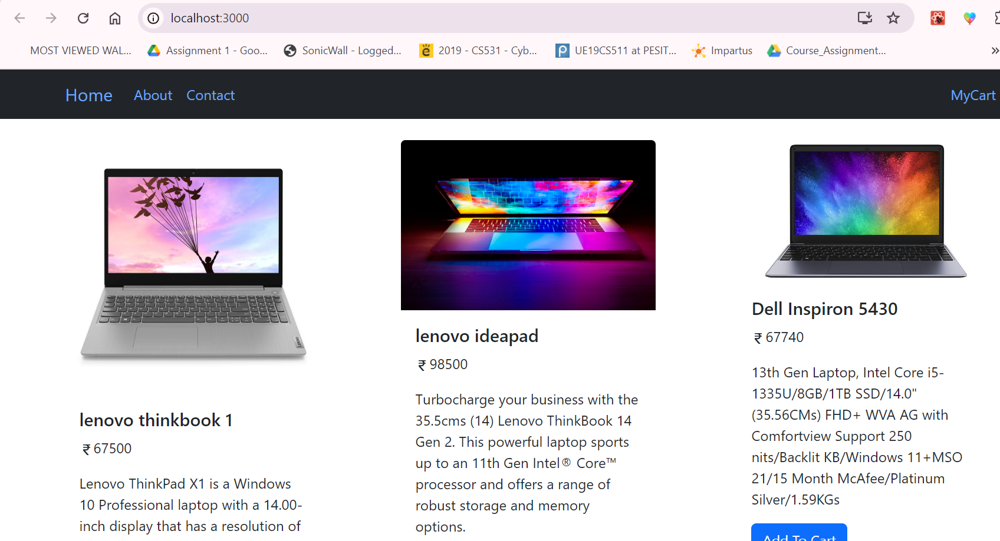 localhost:3000
MOST VIEWED WAL...
Assignment 1 - Goo...
SonicWall - Logged...
2019 - CS531 - Cyb...
UE19CS511 at PESIT...
Impartus
Course_Assignment...
Home
About
Contact
MyCart
lenovo thinkbook 1
₹ 67500
Lenovo ThinkPad X1 is a Windows
10 Professional laptop with a 14.00-
inch display that has a resolution of
lenovo ideapad
₹ 98500
Turbocharge your business with the
35.5cms (14) Lenovo ThinkBook 14
Gen 2. This powerful laptop sports
up to an 11th Gen Intel® Core™
processor and offers a range of
robust storage and memory
options.
Dell Inspiron 5430
₹ 67740
13th Gen Laptop, Intel Core i5-
1335U/8GB/1TB SSD/14.0"
(35.56CMs) FHD+ WVA AG with
Comfortview Support 250
nits/Backlit KB/Windows 11+MSO
21/15 Month McAfee/Platinum
Silver/1.59KGs
Add To Cart